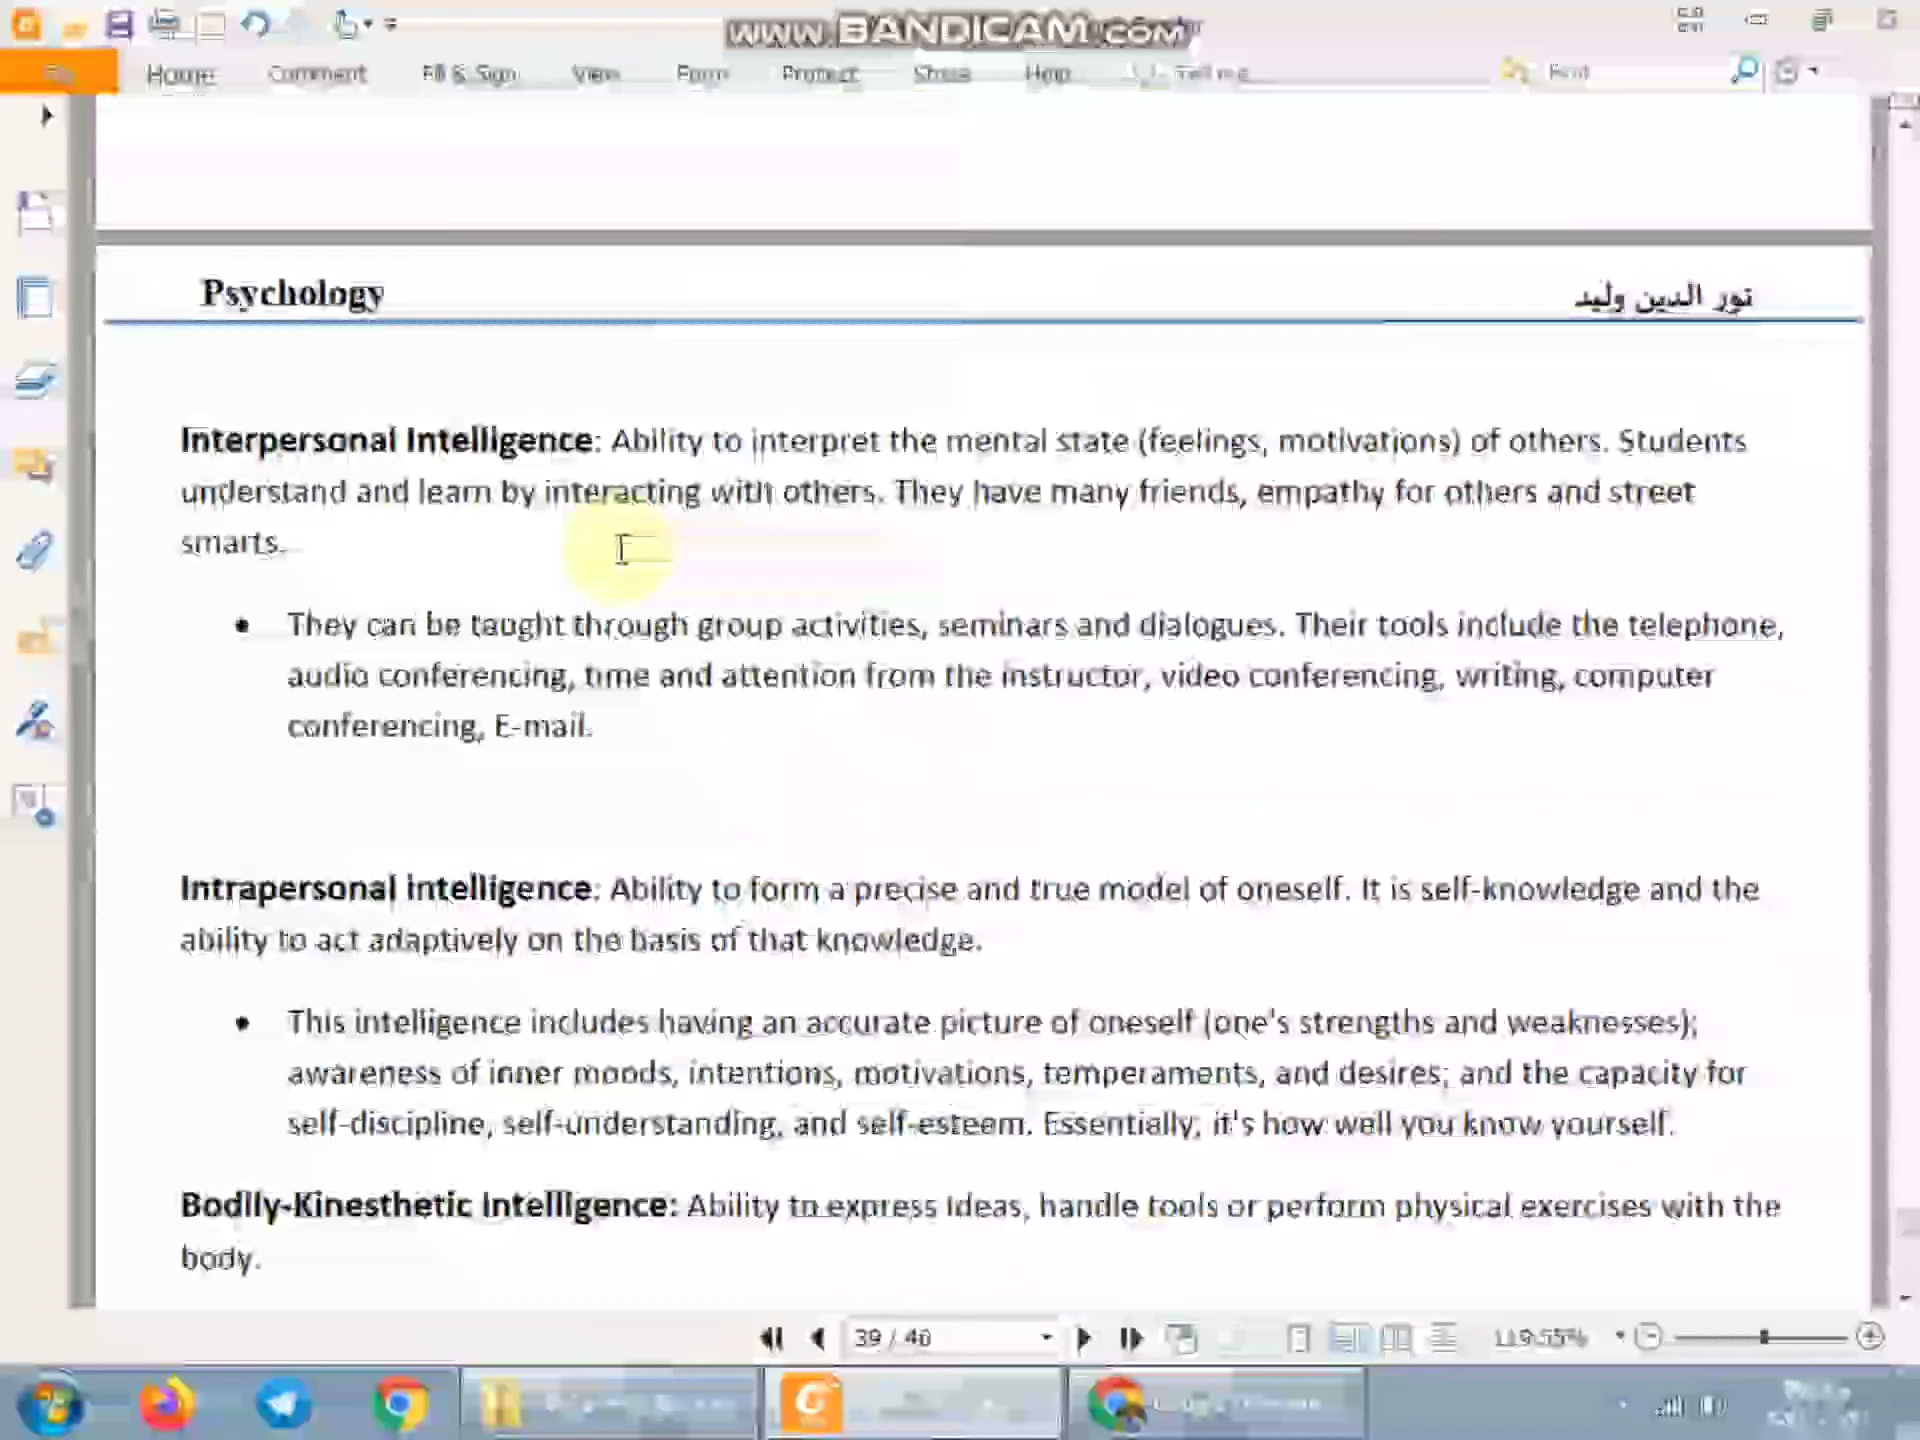 www.BANDICAM.com
Home Comment Fill & Sign View Form Protect Share Help Tell me Find
Psychology
نور الدين وليد
Interpersonal Intelligence: Ability to interpret the mental state (feelings, motivations) of others. Students
understand and learn by interacting with others. They have many friends, empathy for others and street
smarts.
• They can be taught through group activities, seminars and dialogues. Their tools include the telephone,
audio conferencing, time and attention from the instructor, video conferencing, writing, computer
conferencing, E-mail.
Intrapersonal intelligence: Ability to form a precise and true model of oneself. It is self-knowledge and the
ability to act adaptively on the basis of that knowledge.
• This intelligence includes having an accurate picture of oneself (one's strengths and weaknesses);
awareness of inner moods, intentions, motivations, temperaments, and desires; and the capacity for
self-discipline, self-understanding, and self-esteem. Essentially, it's how well you know yourself.
Bodily-Kinesthetic Intelligence: Ability to express ideas, handle tools or perform physical exercises with the
body.
39 / 40
119.55%